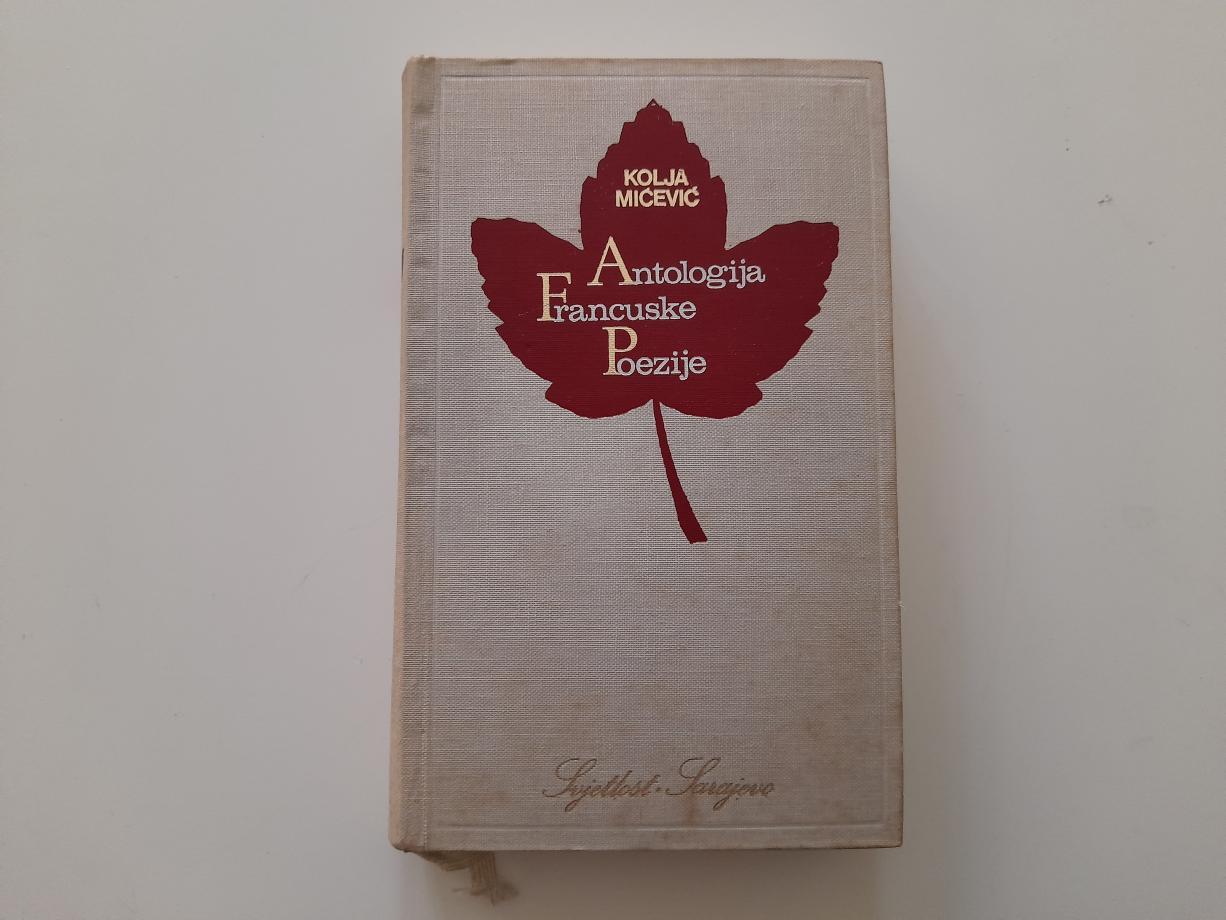 KOLJA
MIĆEVIĆ
Antologija
Francuske
Poezije
Svjetlost · Sarajevo